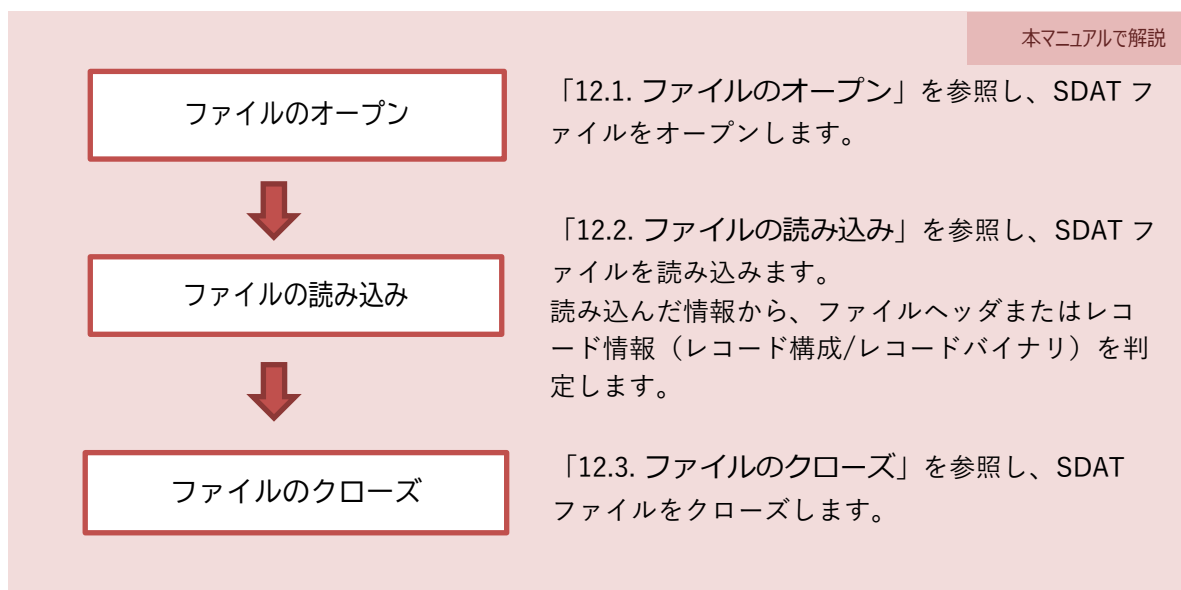 本マニュアルで解説
ファイルのオープン
「12.1. ファイルのオープン」を参照し、SDAT フ
ァイルをオープンします。
ファイルの読み込み
「12.2. ファイルの読み込み」を参照し、SDAT フ
ァイルを読み込みます。
読み込んだ情報から、ファイルヘッダまたはレコ
ード情報（レコード構成/レコードバイナリ）を判
定します。
ファイルのクローズ
「12.3. ファイルのクローズ」を参照し、SDAT
ファイルをクローズします。